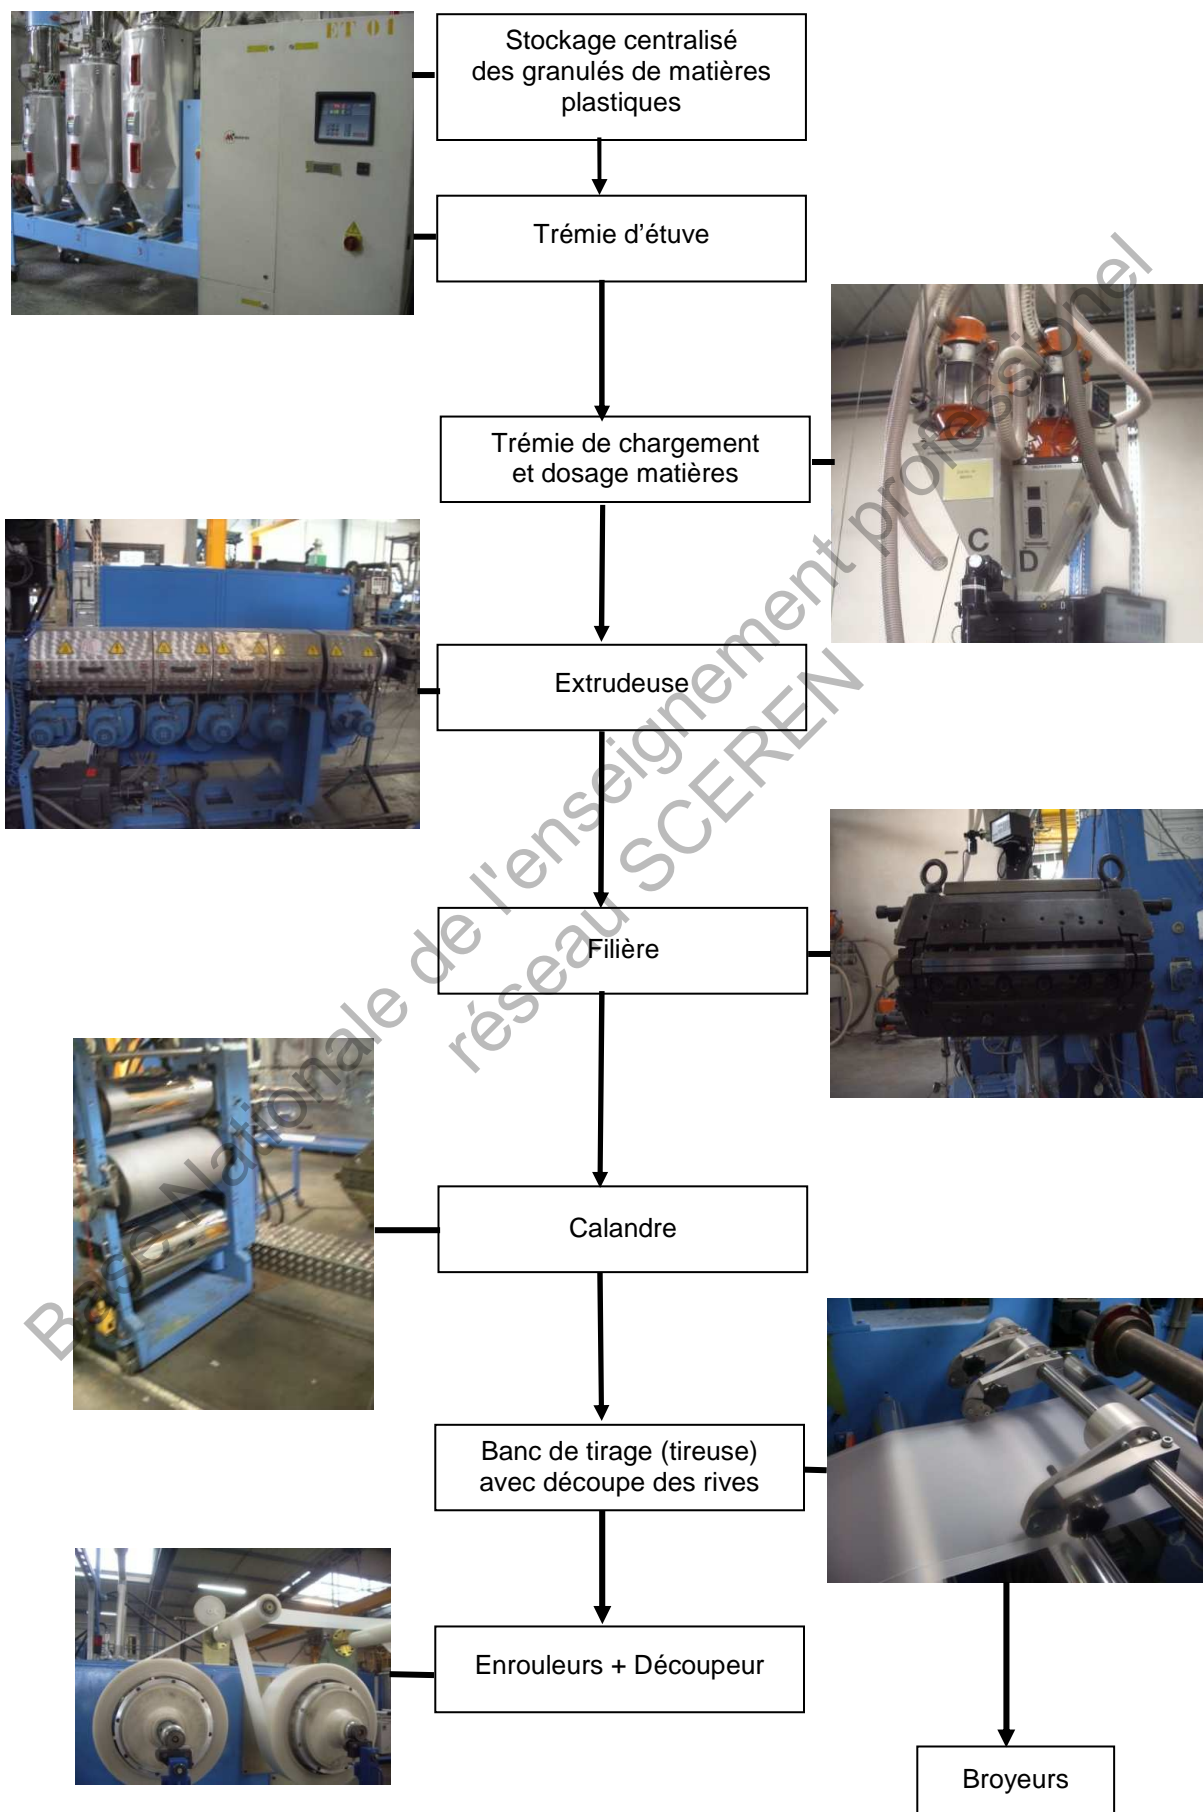 ET 01
Stockage centralisé
des granulés de matières
plastiques
Trémie d'étuve
Trémie de chargement
et dosage matières
C
D
Extrudeuse
Filière
Calandre
Banc de tirage (tireuse)
avec découpe des rives
Enrouleurs + Découpeur
Broyeurs
Base Nationale de l'enseignement professionel
réseau SCEREN